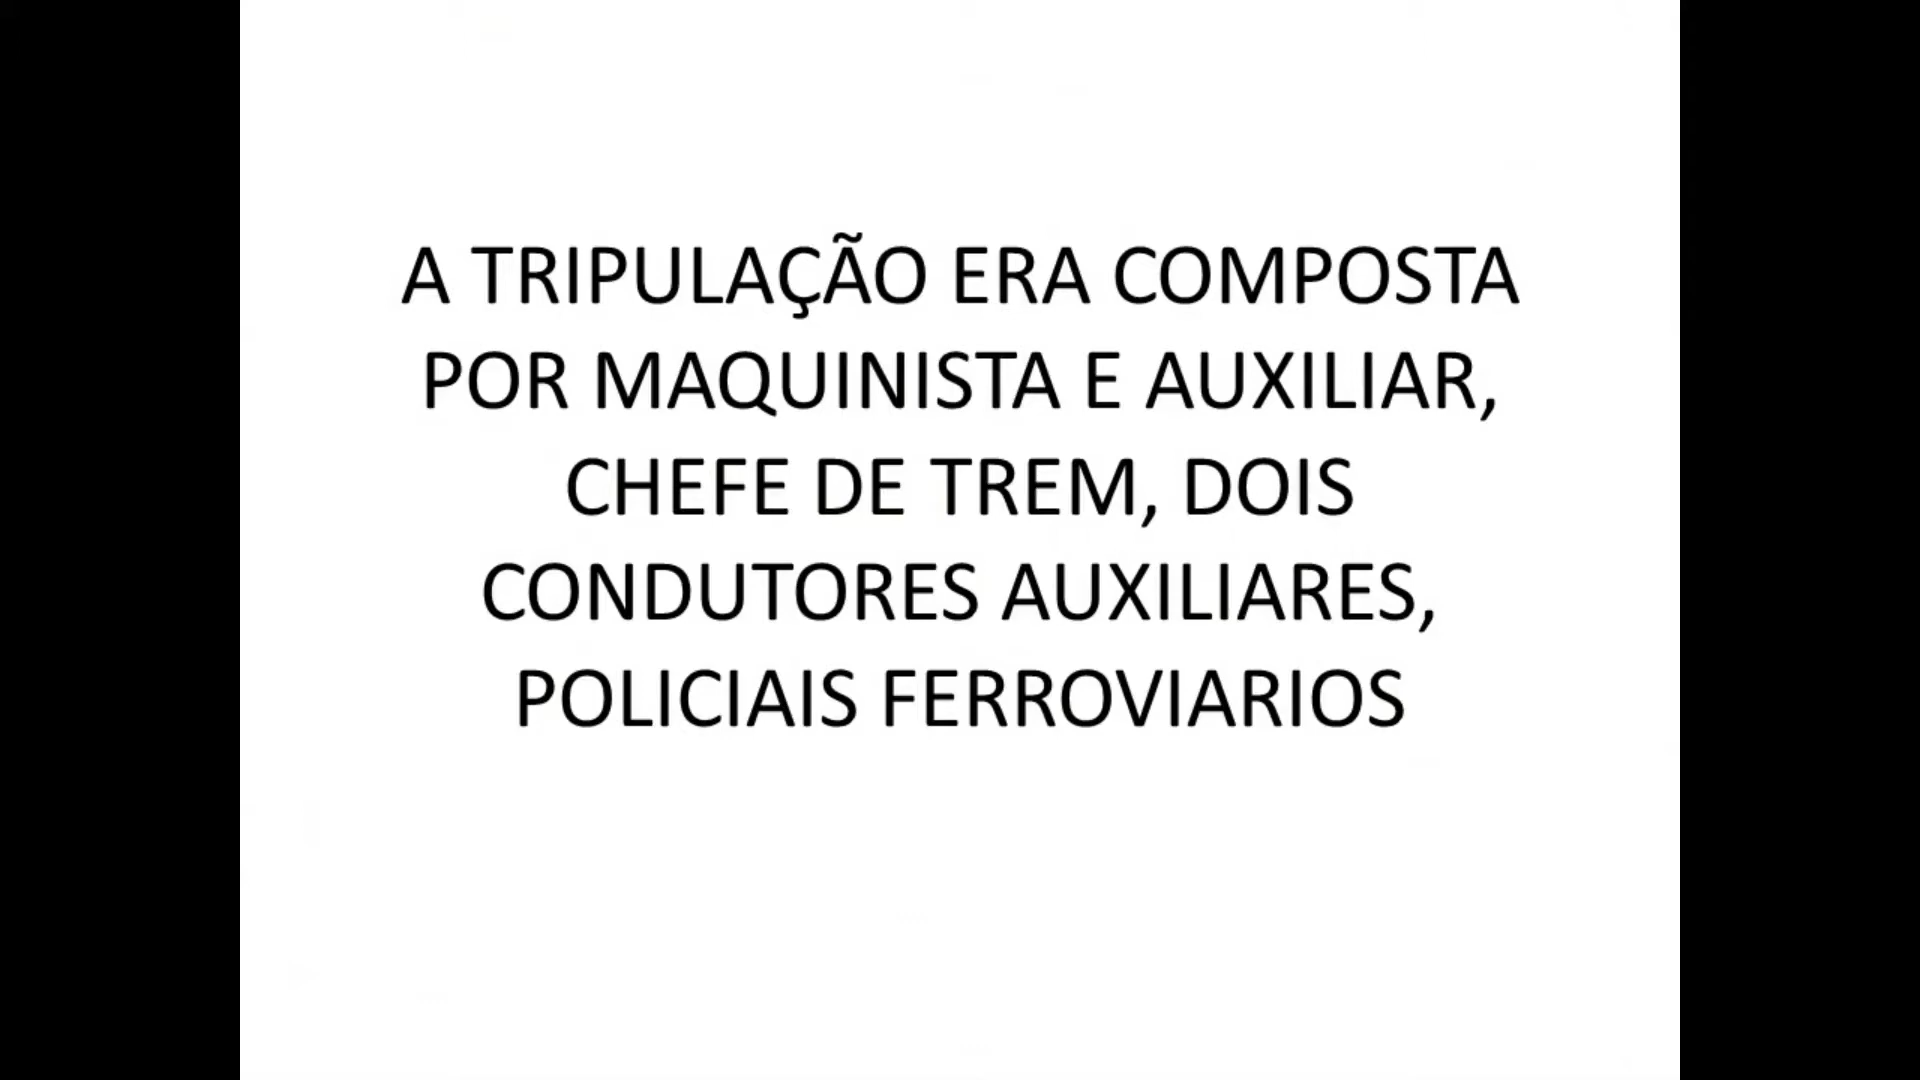 A TRIPULAÇÃO ERA COMPOSTA
POR MAQUINISTA E AUXILIAR,
CHEFE DE TREM, DOIS
CONDUTORES AUXILIARES,
POLICIAIS FERROVIARIOS